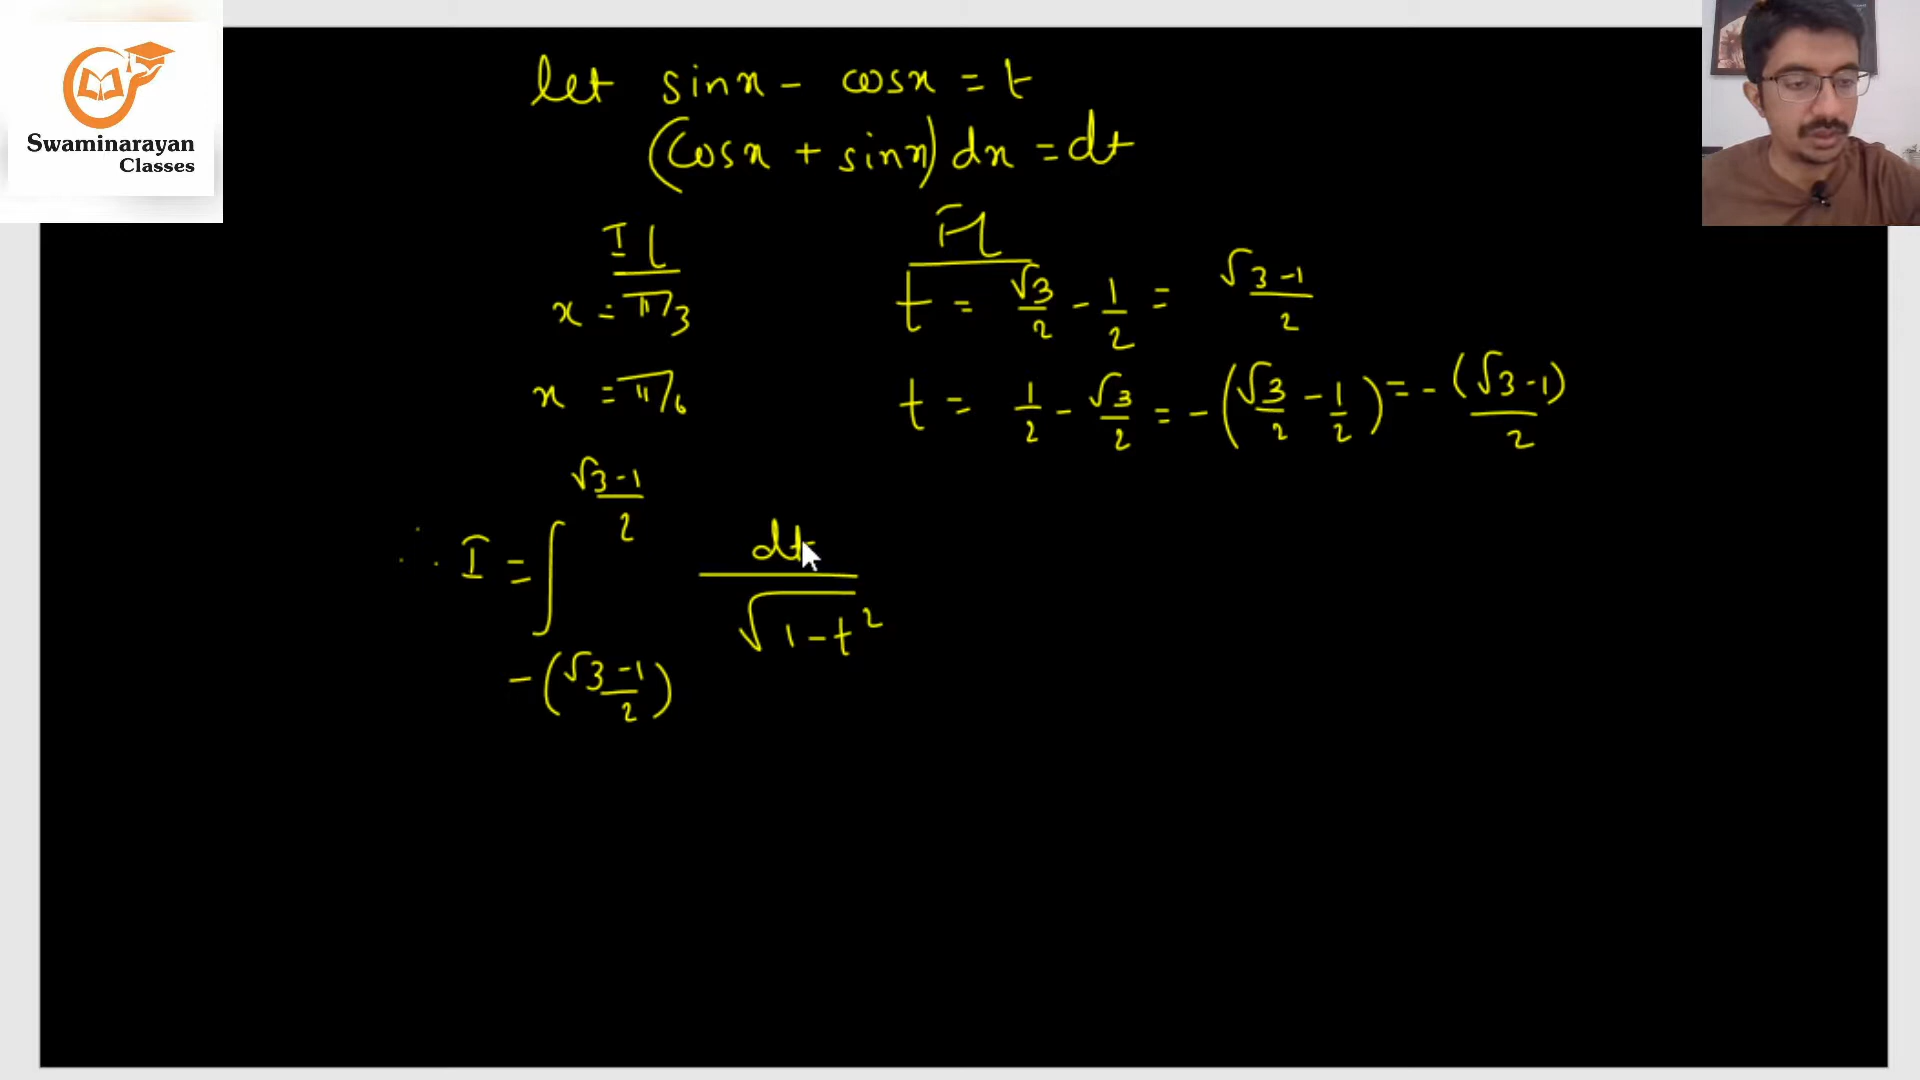 Swaminarayan
Classes
let sinx - cosx = t
(cosx + sinx) dx = dt
IL FL
x = π/3 t = √3/2 - 1/2 = √3-1/2
x = π/6 t = 1/2 - √3/2 = -(√3/2 - 1/2) = -(√3-1)/2
√3-1/2
∴ I = ∫ dt/√1-t²
-(√3-1/2)